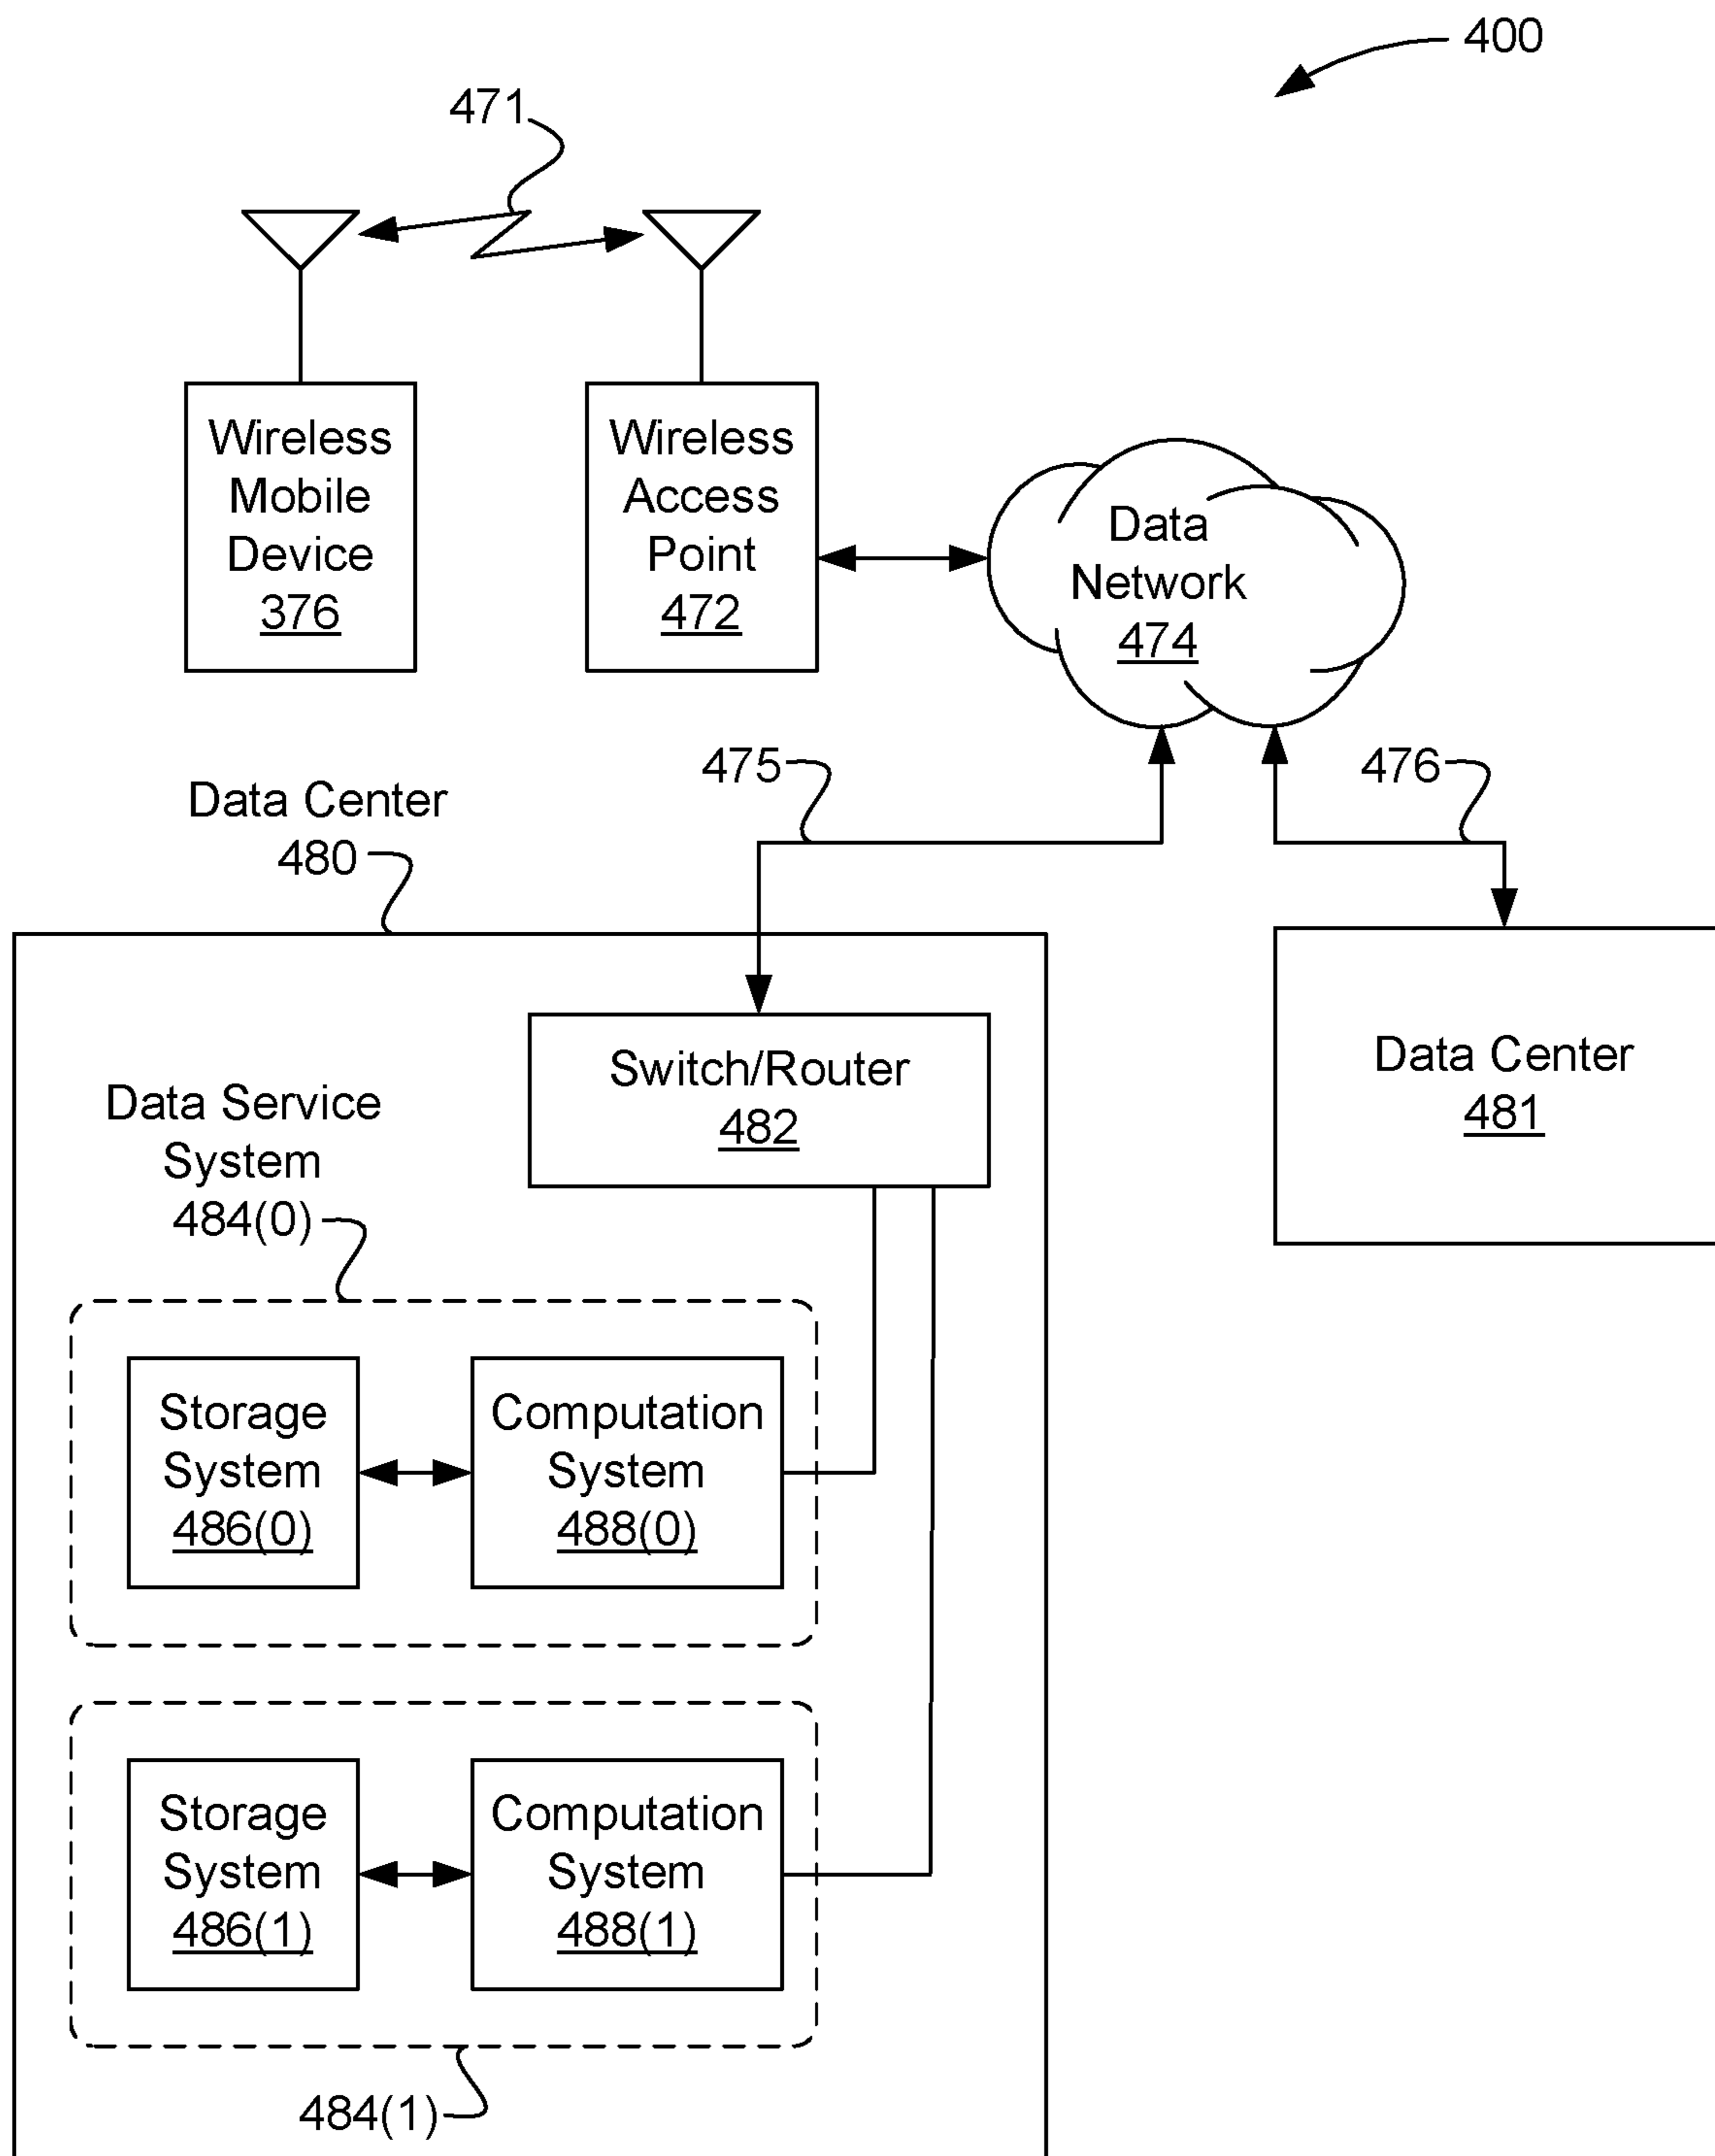 400
471
Wireless
Mobile
Device
376
Wireless
Access
Point
472
Data
Network
474
475
476
Data Center
480
Switch/Router
482
Data Center
481
Data Service
System
484(0)
Storage
System
486(0)
Computation
System
488(0)
Storage
System
486(1)
Computation
System
488(1)
484(1)